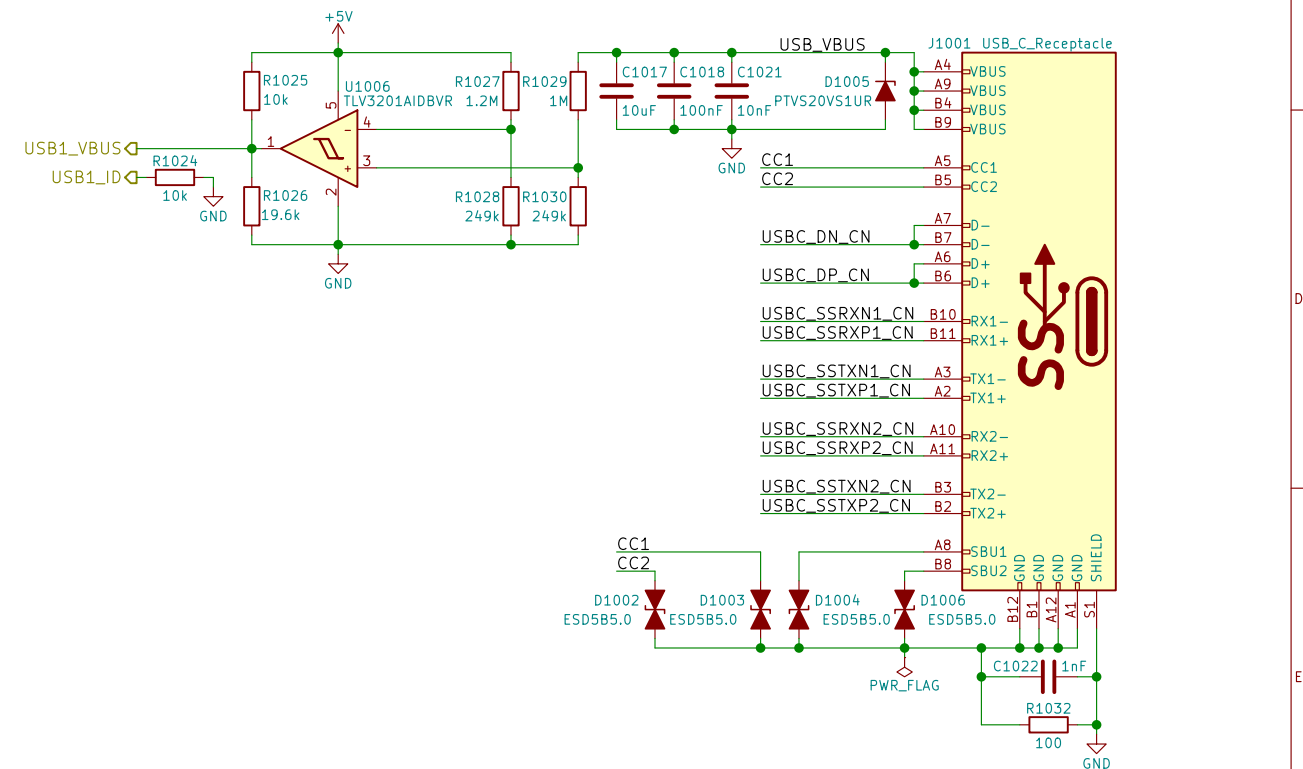 +5V
R1025
10k
U1006
TLV3201AIDBVR
5
4
-
1
3
+
2
R1027
1.2M
R1029
1M
C1017
10uF
C1018
100nF
C1021
10nF
USB_VBUS
D1005
PTVS20VS1UR
GND
USB1_VBUS
USB1_ID
R1024
10k
GND
R1026
19.6k
R1028
249k
R1030
249k
GND
J1001 USB_C_Receptacle
A4 VBUS
A9 VBUS
B4 VBUS
B9 VBUS
CC1 A5 CC1
CC2 B5 CC2
A7 D-
USBC_DN_CN B7 D-
A6 D+
USBC_DP_CN B6 D+
USBC_SSRXN1_CN B10 RX1-
USBC_SSRXP1_CN B11 RX1+
USBC_SSTXN1_CN A3 TX1-
USBC_SSTXP1_CN A2 TX1+
USBC_SSRXN2_CN A10 RX2-
USBC_SSRXP2_CN A11 RX2+
USBC_SSTXN2_CN B3 TX2-
USBC_SSTXP2_CN B2 TX2+
SS
CC1
CC2
A8 SBU1
B8 SBU2
GND GND GND GND SHIELD
B12 B1 A12 A1 S1
D1002
ESD5B5.0
D1003
ESD5B5.0
D1004
ESD5B5.0
D1006
ESD5B5.0
PWR_FLAG
C1022 1nF
R1032
100
GND
D
E